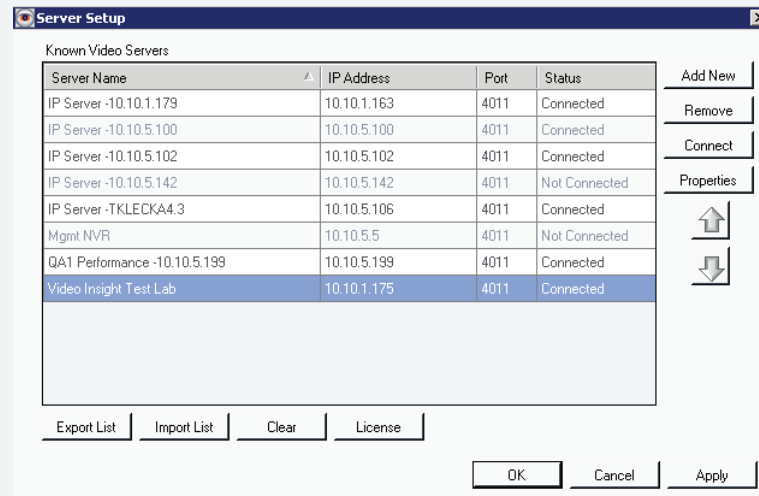 Server Setup
Known Video Servers
Server Name IP Address Port Status
IP Server -10.10.1.179 10.10.1.163 4011 Connected
IP Server -10.10.5.100 10.10.5.100 4011 Connected
IP Server -10.10.5.102 10.10.5.102 4011 Connected
IP Server -10.10.5.142 10.10.5.142 4011 Not Connected
IP Server -TKLECKA4.3 10.10.5.106 4011 Connected
Mgmt NVR 10.10.5.5 4011 Not Connected
QA1 Performance -10.10.5.199 10.10.5.199 4011 Connected
Video Insight Test Lab 10.10.1.175 4011 Connected
Add New
Remove
Connect
Properties
Export List Import List Clear License
OK Cancel Apply